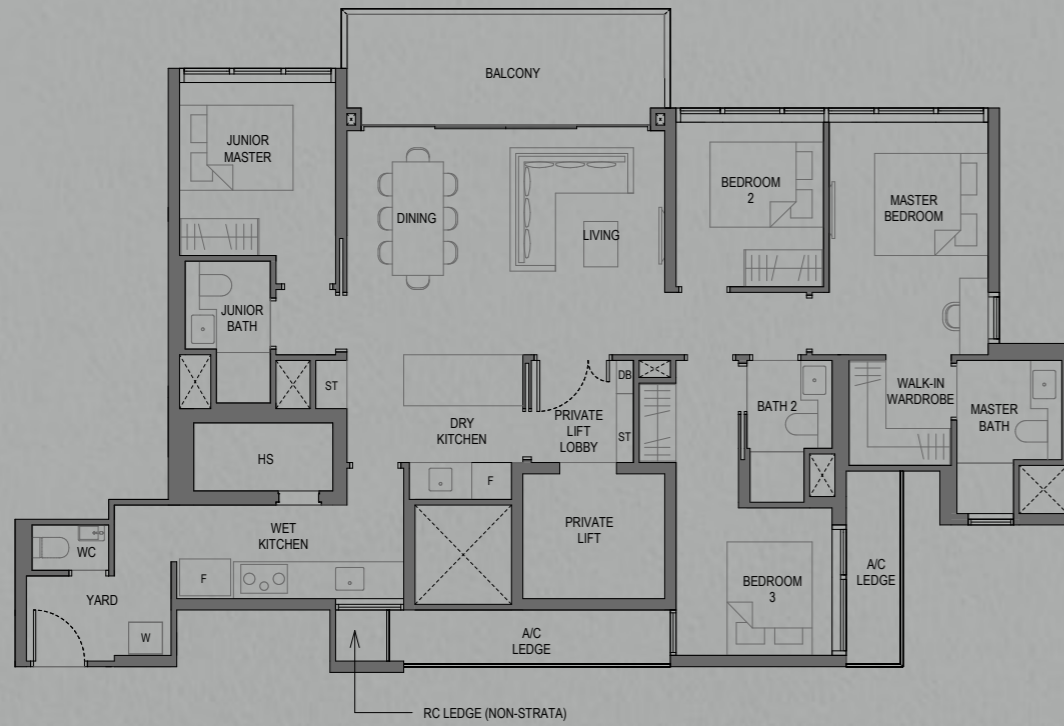 BALCONY
JUNIOR
MASTER
DINING
LIVING
BEDROOM
2
MASTER
BEDROOM
JUNIOR
BATH
ST
DRY
KITCHEN
PRIVATE
LIFT
LOBBY
DB
ST
BATH 2
WALK-IN
WARDROBE
MASTER
BATH
HS
F
WET
KITCHEN
PRIVATE
LIFT
WC
F
YARD
W
BEDROOM
3
A/C
LEDGE
A/C
LEDGE
RC LEDGE (NON-STRATA)